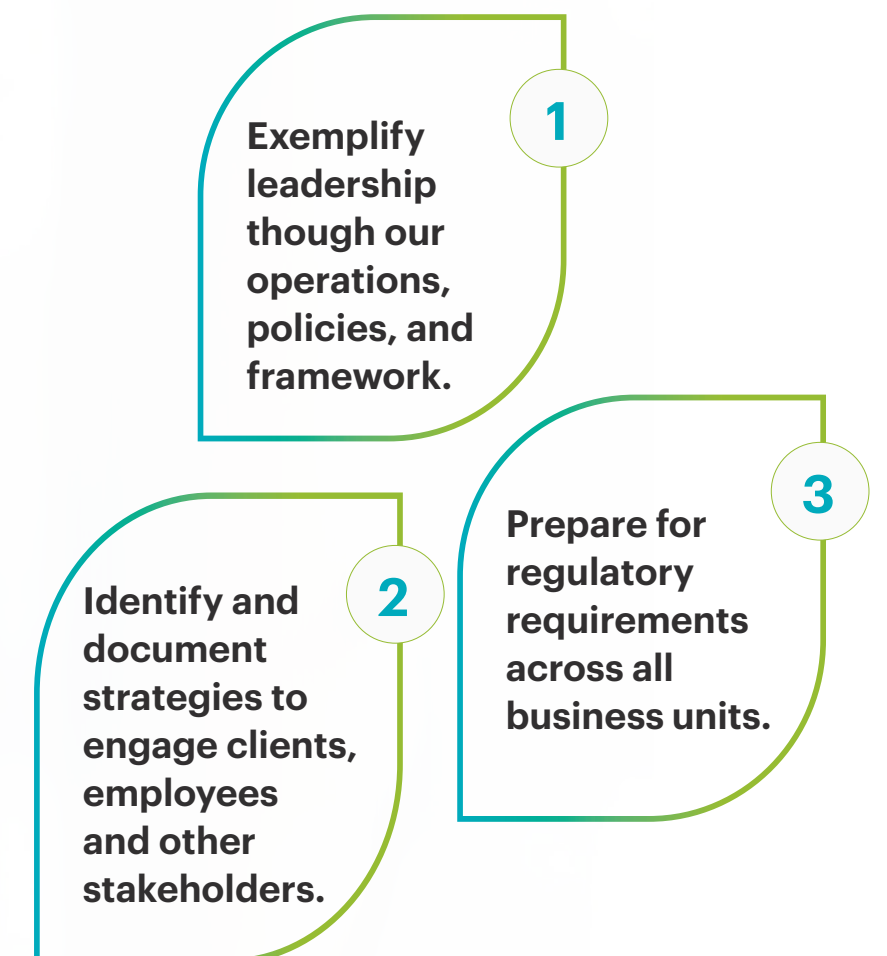 1
Exemplify
leadership
though our
operations,
policies, and
framework.
2
Identify and
document
strategies to
engage clients,
employees
and other
stakeholders.
3
Prepare for
regulatory
requirements
across all
business units.